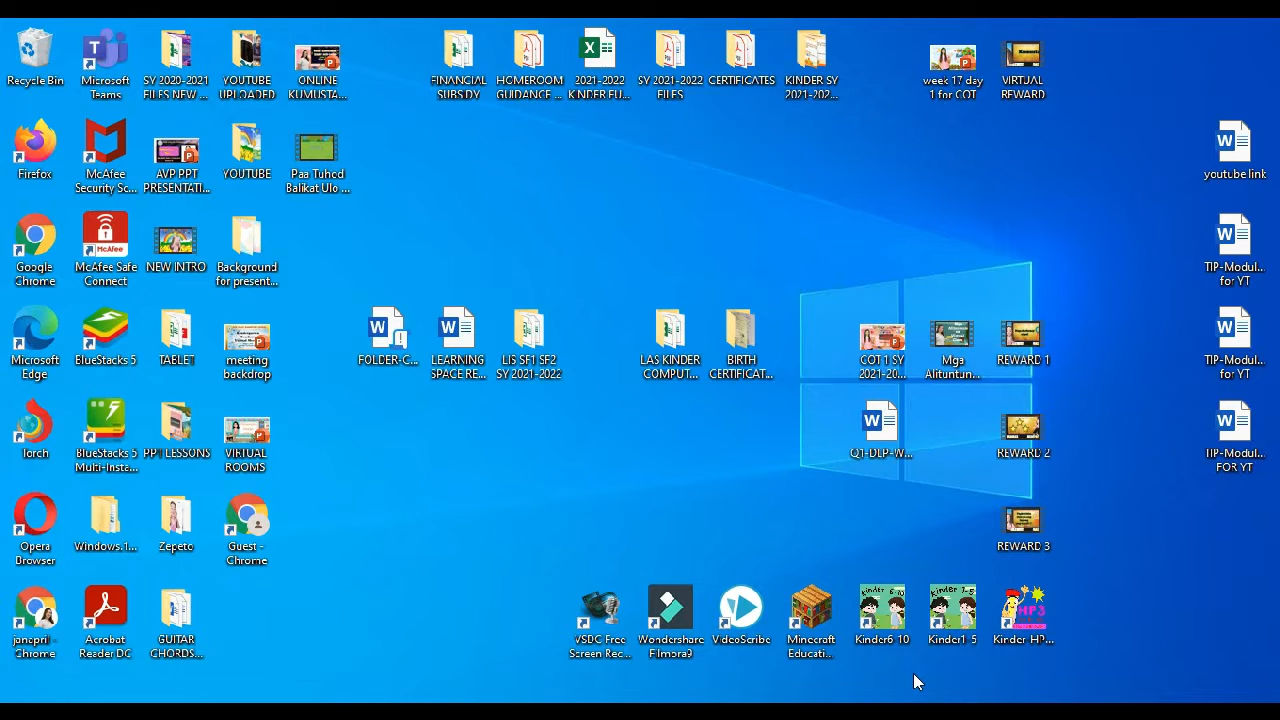 Recycle Bin
Microsoft
Teams
SY 2020-2021
FILES NEW ...
YOUTUBE
UPLOADED
ONLINE
KUMUSTA...
FINANCIAL
SUBSIDY
HOMEROOM
GUIDANCE ...
2021-2022
KINDER FU...
SY 2021-2022
FILES
CERTIFICATES
KINDER SY
2021-202...
week 17 day
1 for COT
VIRTUAL
REWARD
Firefox
McAfee
Security Sc...
AVP PPT
PRESENTATI...
YOUTUBE
Paa Tuhod
Balikat Ulo ...
youtube link
Google
Chrome
McAfee Safe
Connect
NEW INTRO
Background
for present...
TIP-Modul...
for YT
Microsoft
Edge
BlueStacks 5
TABLET
meeting
backdrop
FOLDER-C...
LEARNING
SPACE RE...
LIS SF1 SF2
SY 2021-2022
LAS KINDER
COMPUT...
BIRTH
CERTIFICAT...
COT 1 SY
2021-20...
Mga
Alituntun...
REWARD 1
TIP-Modul...
for YT
Torch
BlueStacks 5
Multi-Insta...
PPT LESSONS
VIRTUAL
ROOMS
Q1-DLP-W...
REWARD 2
TIP-Modul...
FOR YT
Opera
Browser
Windows.1...
Zepeto
Guest -
Chrome
REWARD 3
janapril -
Chrome
Acrobat
Reader DC
GUITAR
CHORDS...
VSDC Free
Screen Rec...
Wondershare
Filmora9
VideoScribe
Minecraft
Educati...
Kinder6-10
Kinder1-5
Kinder HP...